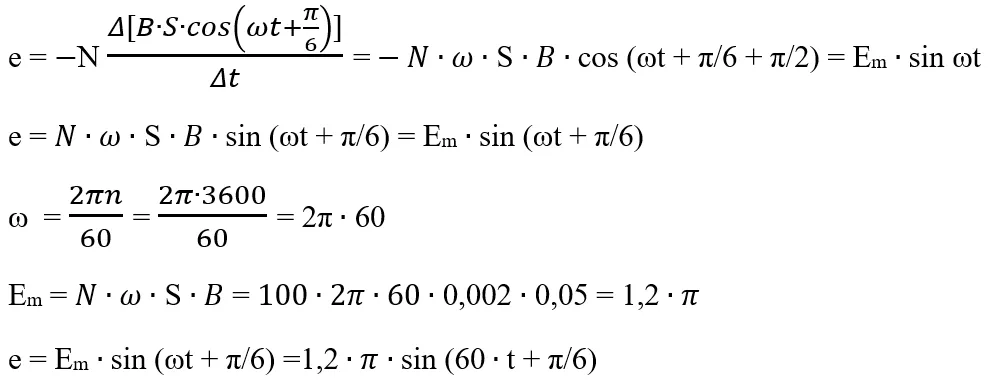 e = −N Δ[B·S·cos(ωt+π/6)]/Δt = − N · ω · S · B · cos (ωt + π/6 + π/2) = Eₘ · sin ωt
e = N · ω · S · B · sin (ωt + π/6) = Eₘ · sin (ωt + π/6)
ω = 2πn/60 = 2π·3600/60 = 2π · 60
Eₘ = N · ω · S · B = 100 · 2π · 60 · 0,002 · 0,05 = 1,2 · π
e = Eₘ · sin (ωt + π/6) =1,2 · π · sin (60 · t + π/6)